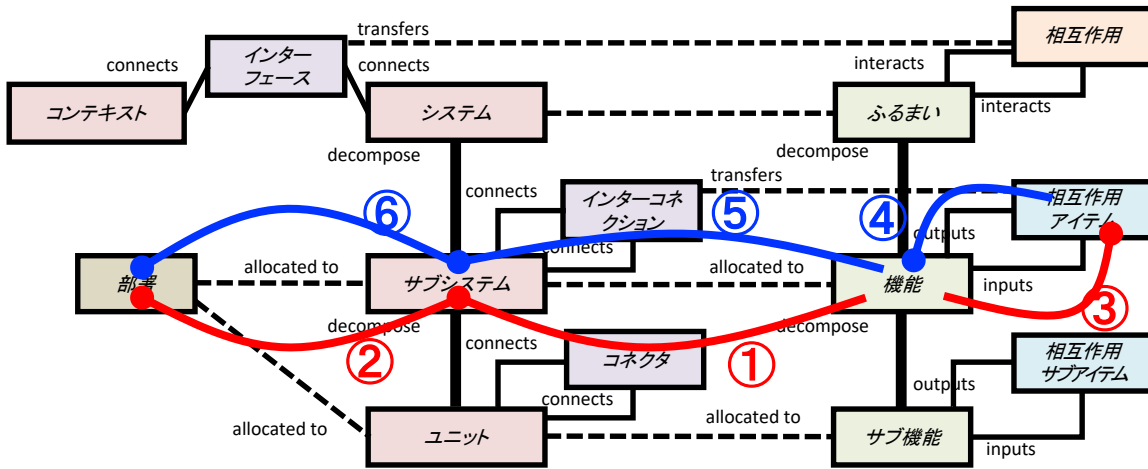 transfers
インター
フェース
相互作用
connects
connects
interacts
コンテキスト
システム
ふるまい
interacts
decompose
decompose
transfers
connects
インターコネ
クション
相互作用
アイテム
⑥
⑤
④
outputs
connects
部署
allocated to
サブシステム
allocated to
機能
inputs
③
decompose
decompose
connects
②
コネクタ
①
相互作用
サブアイテム
outputs
connects
allocated to
ユニット
allocated to
サブ機能
inputs